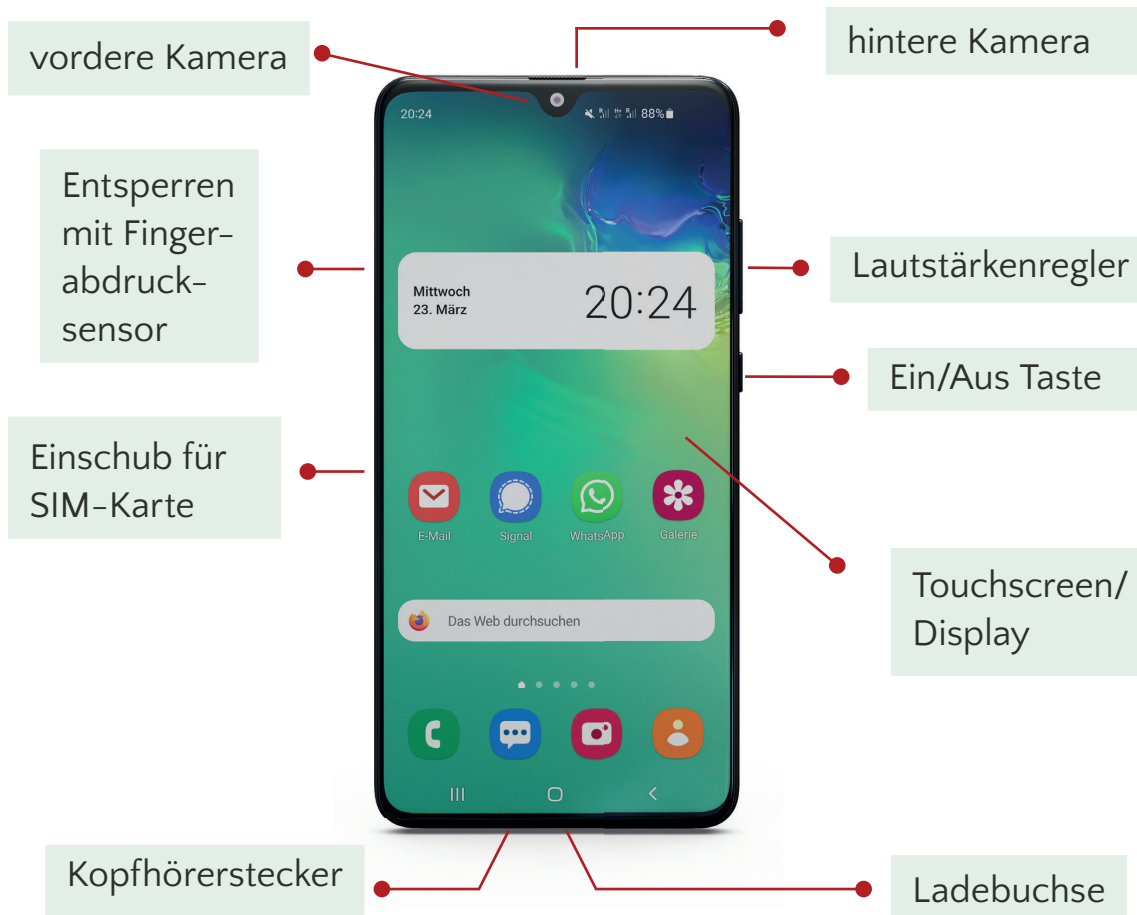 vordere Kamera
hintere Kamera
20:24
88%
Entsperren
mit Finger-
abdruck-
sensor
Mittwoch
23. März
20:24
Lautstärkenregler
Ein/Aus Taste
Einschub für
SIM-Karte
E-Mail
Signal
WhatsApp
Galerie
Touchscreen/
Display
Das Web durchsuchen
Kopfhörerstecker
Ladebuchse